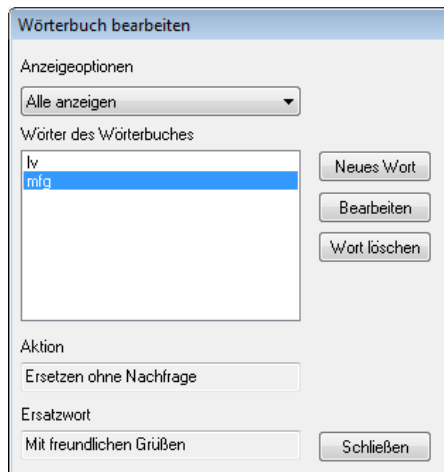 Wörterbuch bearbeiten
Anzeigeoptionen
Alle anzeigen
Wörter des Wörterbuches
lv
mfg
Neues Wort
Bearbeiten
Wort löschen
Aktion
Ersetzen ohne Nachfrage
Ersatzwort
Mit freundlichen Grüßen
Schließen